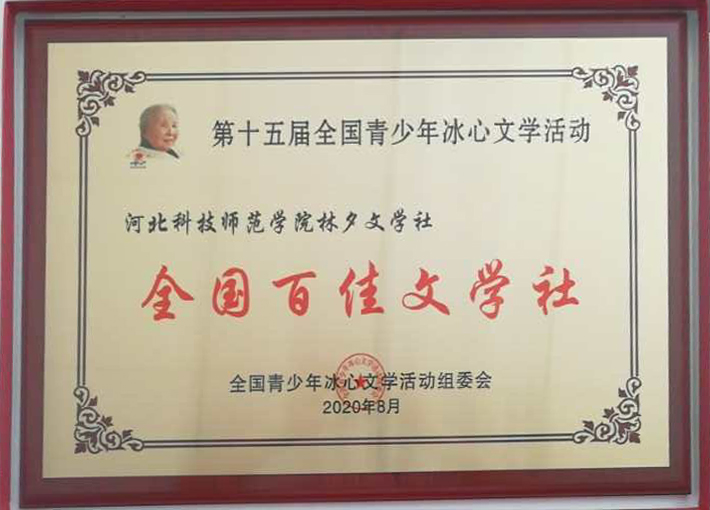 第十五届全国青少年冰心文学活动
河北科技师范学院林夕文学社
全国百佳文学社
全国青少年冰心文学活动组委会
2020年8月